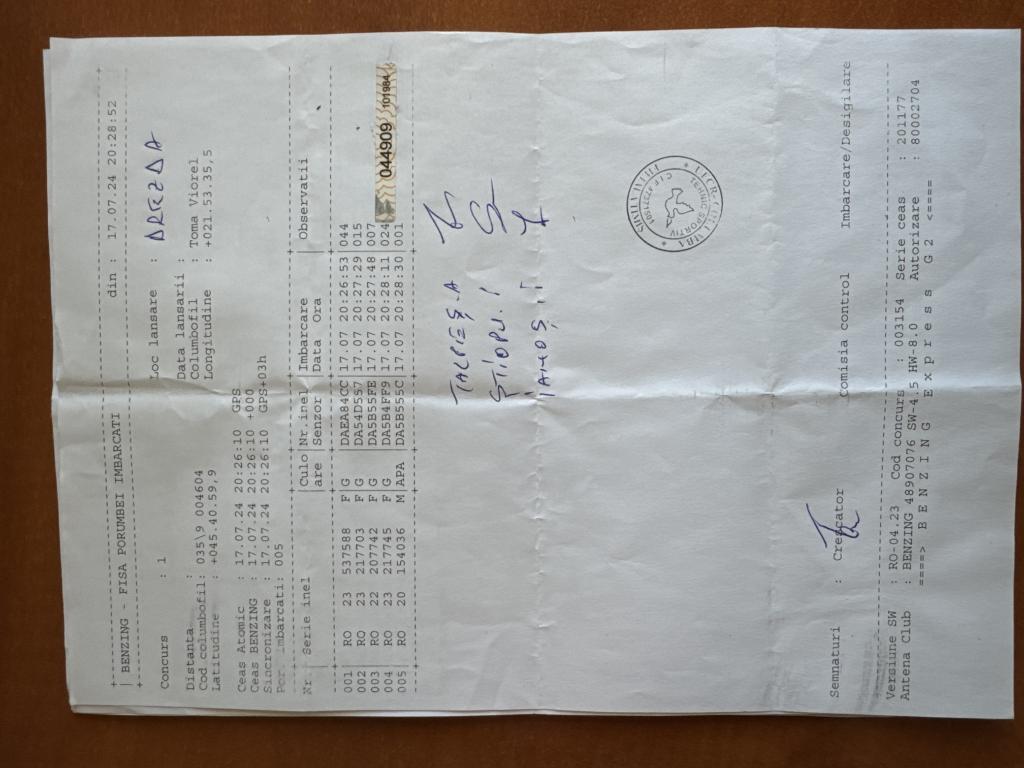 BENZING - FISA PORUMBEI IMBARCATI din : 17.07.24 20:28:52
Concurs : 1 Loc lansare : DREZDA
Distanta : Data lansarii :
Cod columbofil: 035\9 004604 Columbofil : Toma Viorel
Latitudine : +045.40.59,9 Longitudine : +021.53.35,5
Ceas Atomic : 17.07.24 20:26:10 GPS
Ceas BENZING : 17.07.24 20:26:10 +000
Sincronizare : 17.07.24 20:26:10 GPS+03h
Por. imbarcati: 005
Nr | Serie inel |Culo|Nr.inel |Imbarcare | Observatii
|are |Senzor |Data Ora |
001 | RO 23 537588 F G |DAEA84CC|17.07 20:26:53 044
002 | RO 23 217703 F G |DA54D557|17.07 20:27:29 015
003 | RO 22 207742 F G |DA5B55FE|17.07 20:27:48 007
004 | RO 23 217745 F G |DA5B4FF9|17.07 20:28:11 024
005 | RO 20 154036 M APA |DA5B555C|17.07 20:28:30 001
044909 101984
TALPEȘ.A
ȘTIOPU.I
IANOȘ.I
Semnaturi : Crescator Comisia control Imbarcare/Desigilare
Versiune SW : RO-04.23 Cod concurs : 003154 Serie ceas : 201177
Antena Club : BENZING 48907076 SW-4.5 HW-8.0 Autorizare : 80002704
====> B E N Z I N G E x p r e s s G 2 <====